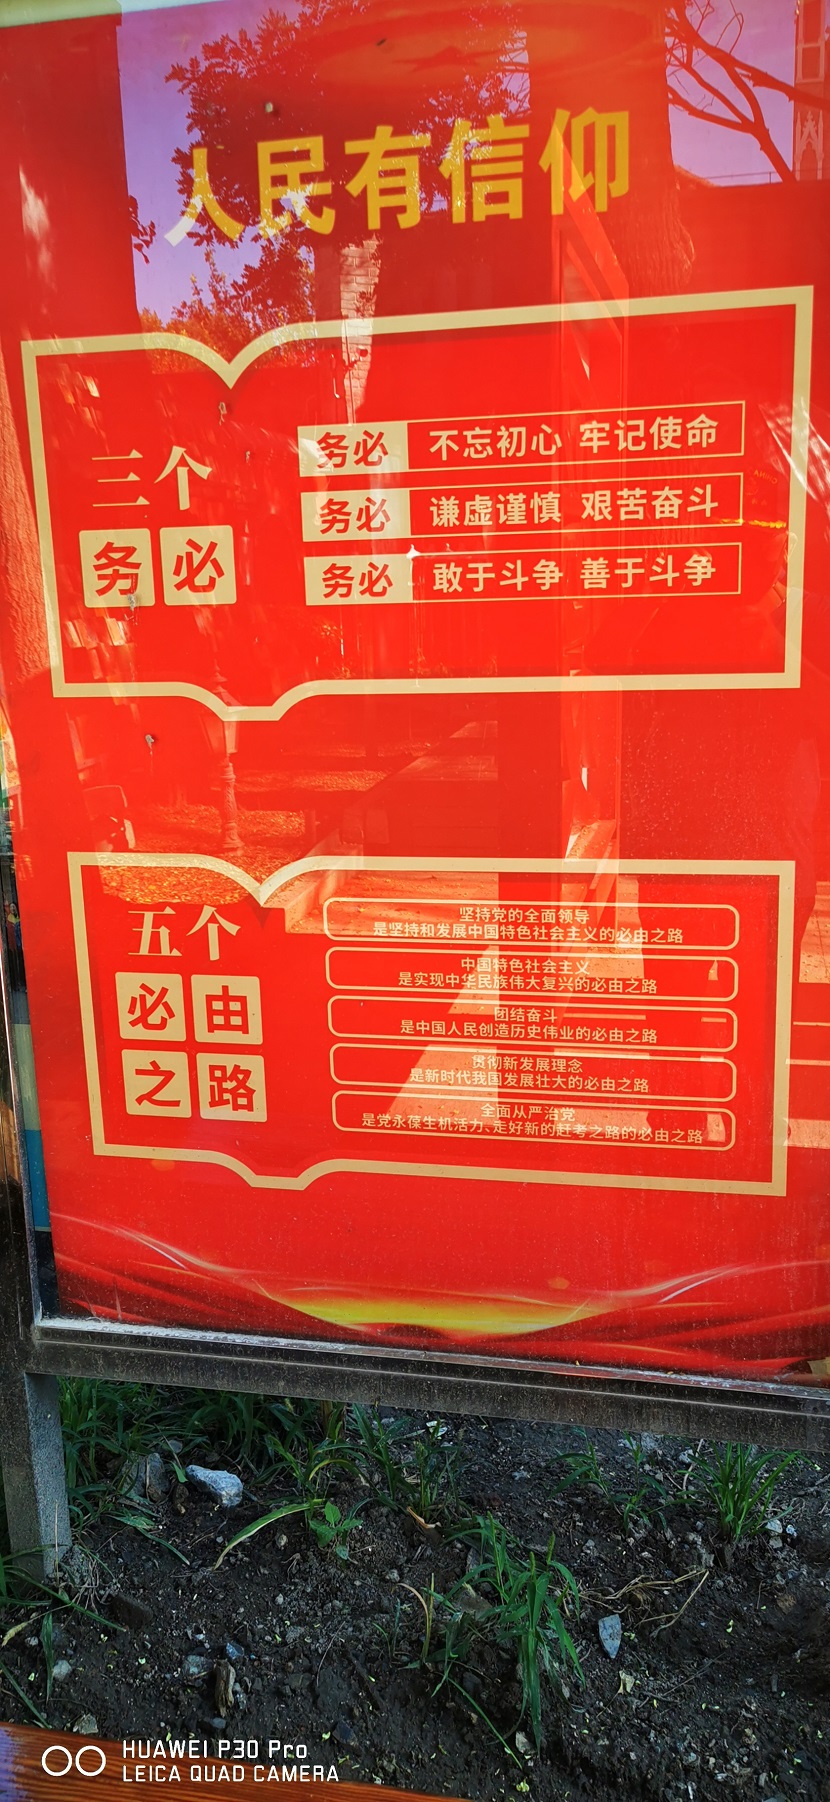 人民有信仰
三个
务必
务必 不忘初心 牢记使命
务必 谦虚谨慎 艰苦奋斗
务必 敢于斗争 善于斗争
五个
必由
之路
坚持党的全面领导
是坚持和发展中国特色社会主义的必由之路
中国特色社会主义
是实现中华民族伟大复兴的必由之路
团结奋斗
是中国人民创造历史伟业的必由之路
贯彻新发展理念
是新时代我国发展壮大的必由之路
全面从严治党
是党永葆生机活力、走好新的赶考之路的必由之路
HUAWEI P30 Pro
LEICA QUAD CAMERA